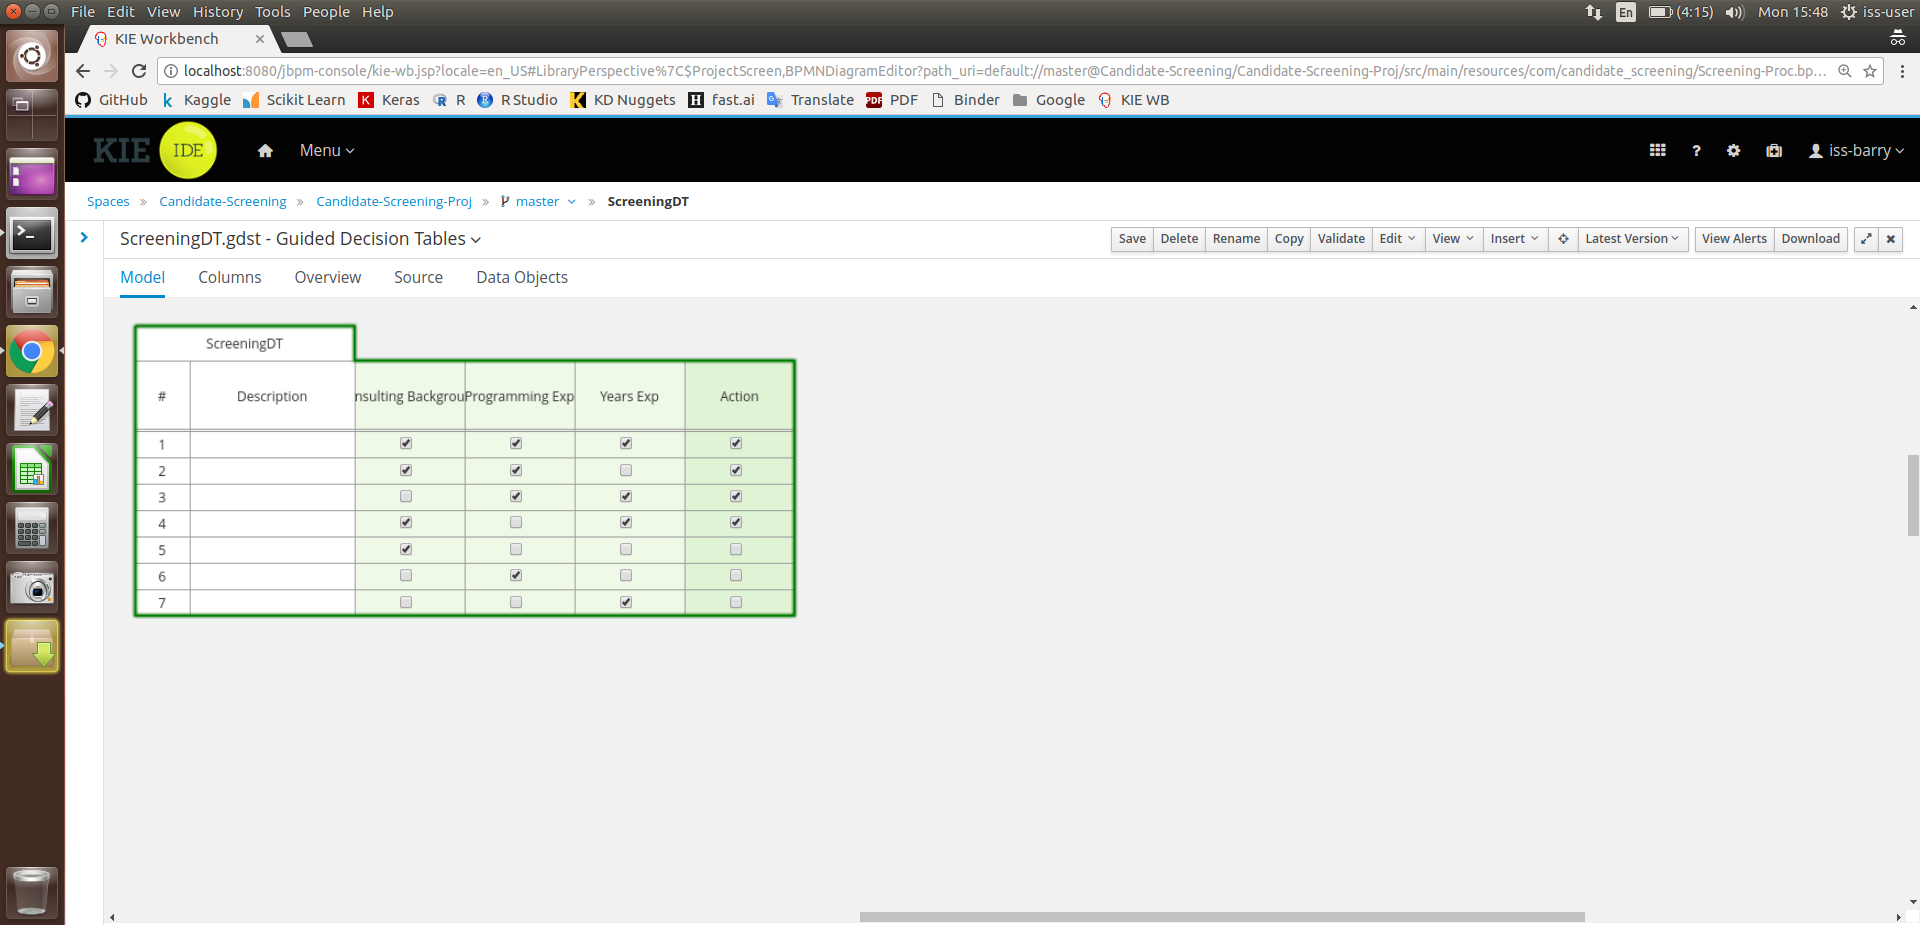 File Edit View History Tools People Help
En (4:15) Mon 15:48 iss-user
KIE Workbench
localhost:8080/jbpm-console/kie-wb.jsp?locale=en_US#LibraryPerspective%7C$ProjectScreen,BPMNDiagramEditor?path_uri=default://master@Candidate-Screening/Candidate-Screening-Proj/src/main/resources/com/candidate_screening/Screening-Proc.bp...
GitHub Kaggle Scikit Learn Keras R R Studio KD Nuggets fast.ai Translate PDF Binder Google KIE WB
KIE IDE Menu ? iss-barry
Spaces » Candidate-Screening » Candidate-Screening-Proj » master » ScreeningDT
ScreeningDT.gdst - Guided Decision Tables Save Delete Rename Copy Validate Edit View Insert Latest Version View Alerts Download
Model Columns Overview Source Data Objects
ScreeningDT
# Description nsulting Backgrou Programming Exp Years Exp Action
1
2
3
4
5
6
7